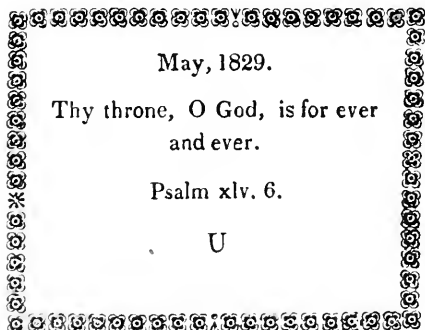 May, 1829.
Thy throne, O God, is for ever
and ever.
Psalm xlv. 6.
U